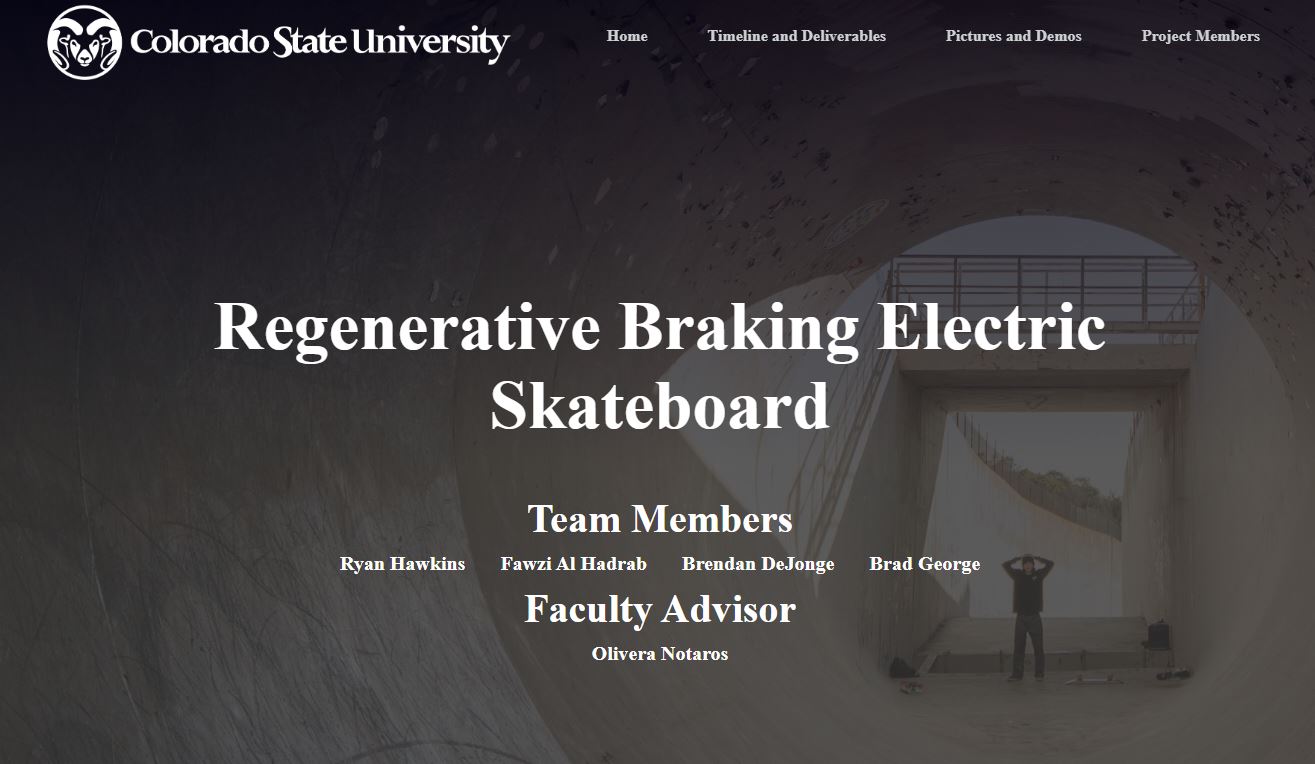 Colorado State University
Home Timeline and Deliverables Pictures and Demos Project Members
Regenerative Braking Electric
Skateboard
Team Members
Ryan Hawkins Fawzi Al Hadrab Brendan DeJonge Brad George
Faculty Advisor
Olivera Notaros